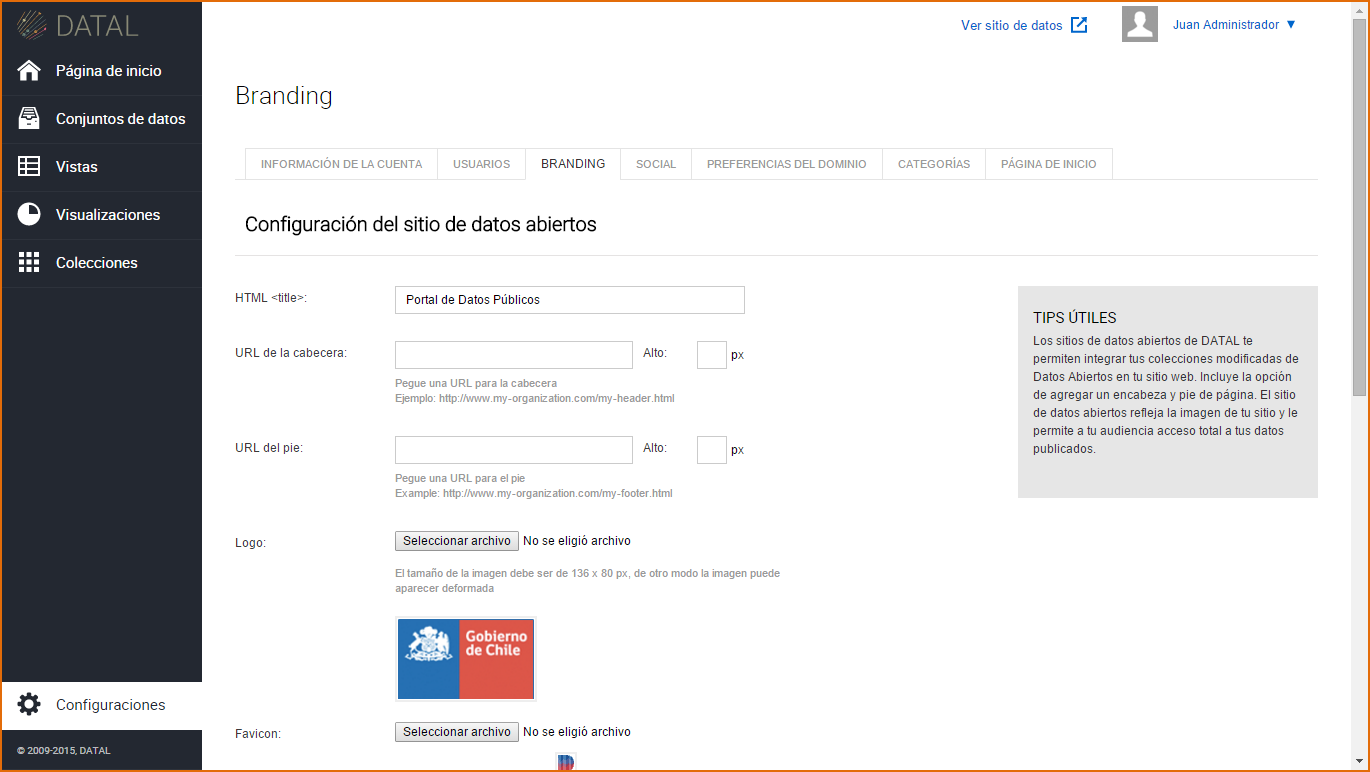 DATAL
Ver sitio de datos
Juan Administrador ▼
Página de inicio
Conjuntos de datos
Vistas
Visualizaciones
Colecciones
Configuraciones
© 2009-2015, DATAL
Branding
INFORMACIÓN DE LA CUENTA USUARIOS BRANDING SOCIAL PREFERENCIAS DEL DOMINIO CATEGORÍAS PÁGINA DE INICIO
Configuración del sitio de datos abiertos
HTML <title>: Portal de Datos Públicos
URL de la cabecera: Alto: px
Pegue una URL para la cabecera
Ejemplo: http://www.my-organization.com/my-header.html
URL del pie: Alto: px
Pegue una URL para el pie
Example: http://www.my-organization.com/my-footer.html
Logo: Seleccionar archivo No se eligió archivo
El tamaño de la imagen debe ser de 136 x 80 px, de otro modo la imagen puede
aparecer deformada
Gobierno
de Chile
Favicon: Seleccionar archivo No se eligió archivo
TIPS ÚTILES
Los sitios de datos abiertos de DATAL te
permiten integrar tus colecciones modificadas de
Datos Abiertos en tu sitio web. Incluye la opción
de agregar un encabeza y pie de página. El sitio
de datos abiertos refleja la imagen de tu sitio y le
permite a tu audiencia acceso total a tus datos
publicados.